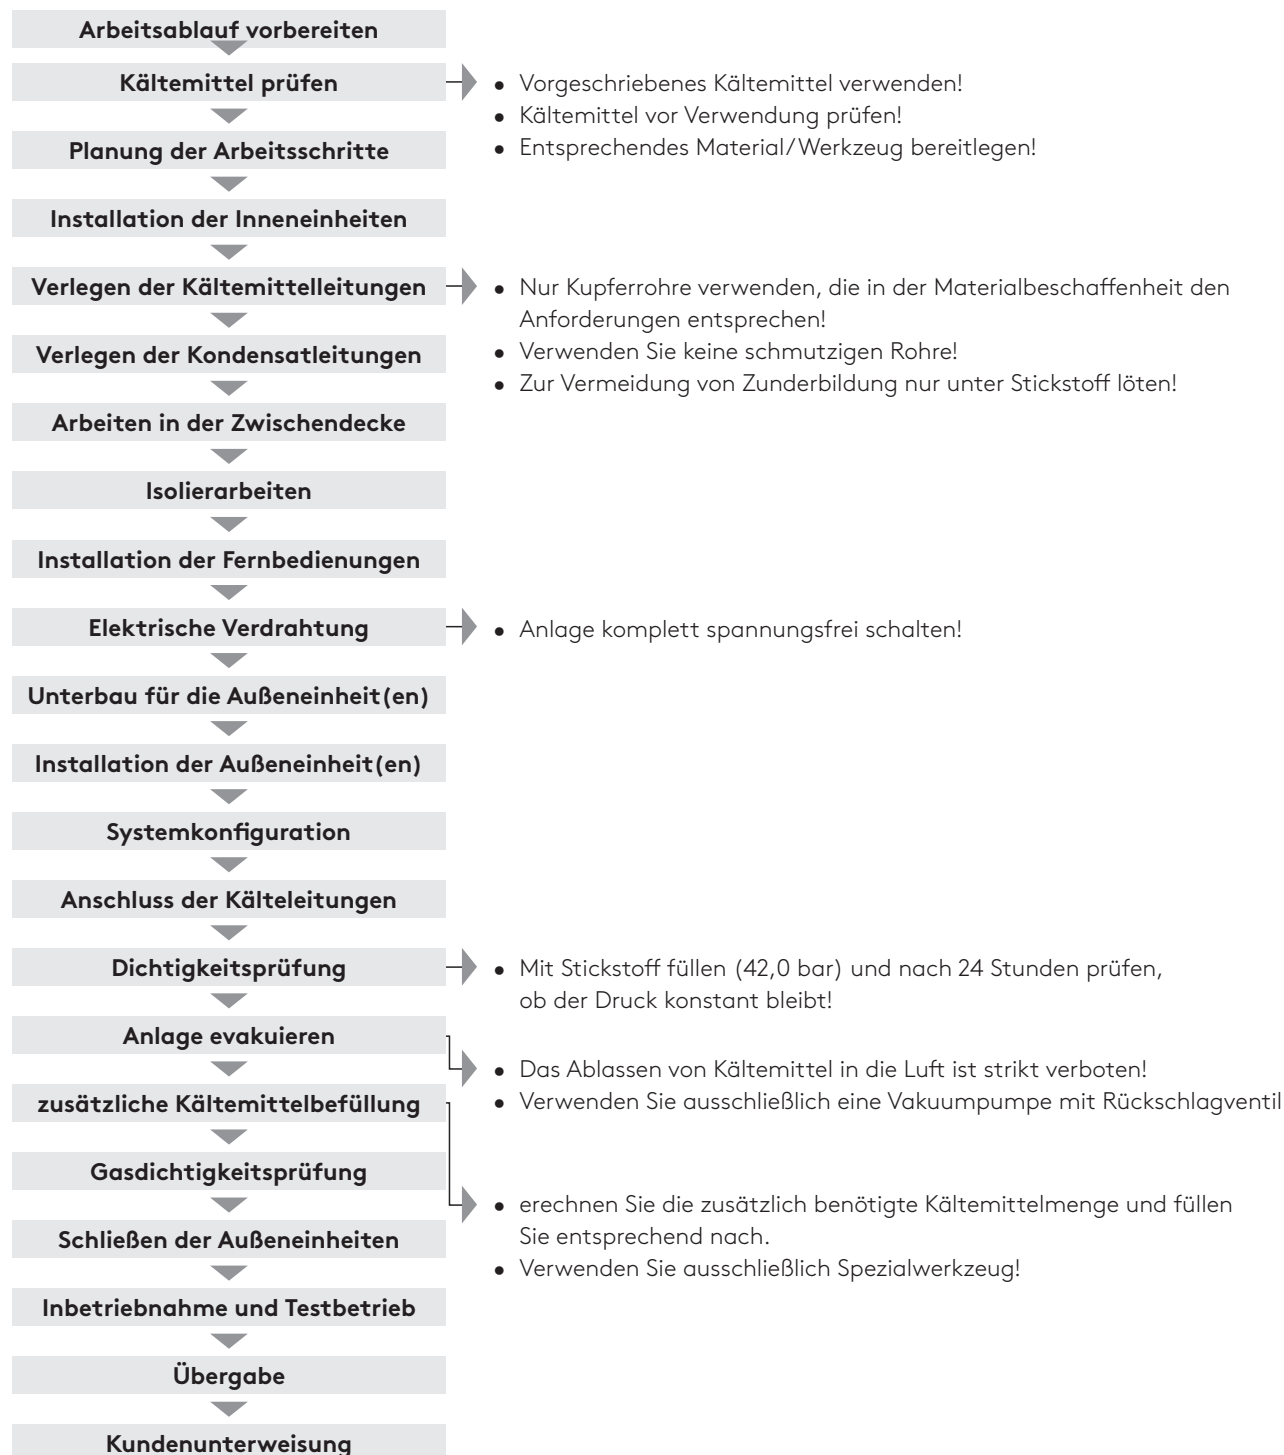 Arbeitsablauf vorbereiten
Kältemittel prüfen
• Vorgeschriebenes Kältemittel verwenden!
• Kältemittel vor Verwendung prüfen!
• Entsprechendes Material/Werkzeug bereitlegen!
Planung der Arbeitsschritte
Installation der Inneneinheiten
Verlegen der Kältemittelleitungen
• Nur Kupferrohre verwenden, die in der Materialbeschaffenheit den
Anforderungen entsprechen!
• Verwenden Sie keine schmutzigen Rohre!
• Zur Vermeidung von Zunderbildung nur unter Stickstoff löten!
Verlegen der Kondensatleitungen
Arbeiten in der Zwischendecke
Isolierarbeiten
Installation der Fernbedienungen
Elektrische Verdrahtung
• Anlage komplett spannungsfrei schalten!
Unterbau für die Außeneinheit(en)
Installation der Außeneinheit(en)
Systemkonfiguration
Anschluss der Kälteleitungen
Dichtigkeitsprüfung
• Mit Stickstoff füllen (42,0 bar) und nach 24 Stunden prüfen,
ob der Druck konstant bleibt!
Anlage evakuieren
• Das Ablassen von Kältemittel in die Luft ist strikt verboten!
• Verwenden Sie ausschließlich eine Vakuumpumpe mit Rückschlagventil
zusätzliche Kältemittelbefüllung
• erechnen Sie die zusätzlich benötigte Kältemittelmenge und füllen
Sie entsprechend nach.
• Verwenden Sie ausschließlich Spezialwerkzeug!
Gasdichtigkeitsprüfung
Schließen der Außeneinheiten
Inbetriebnahme und Testbetrieb
Übergabe
Kundenunterweisung